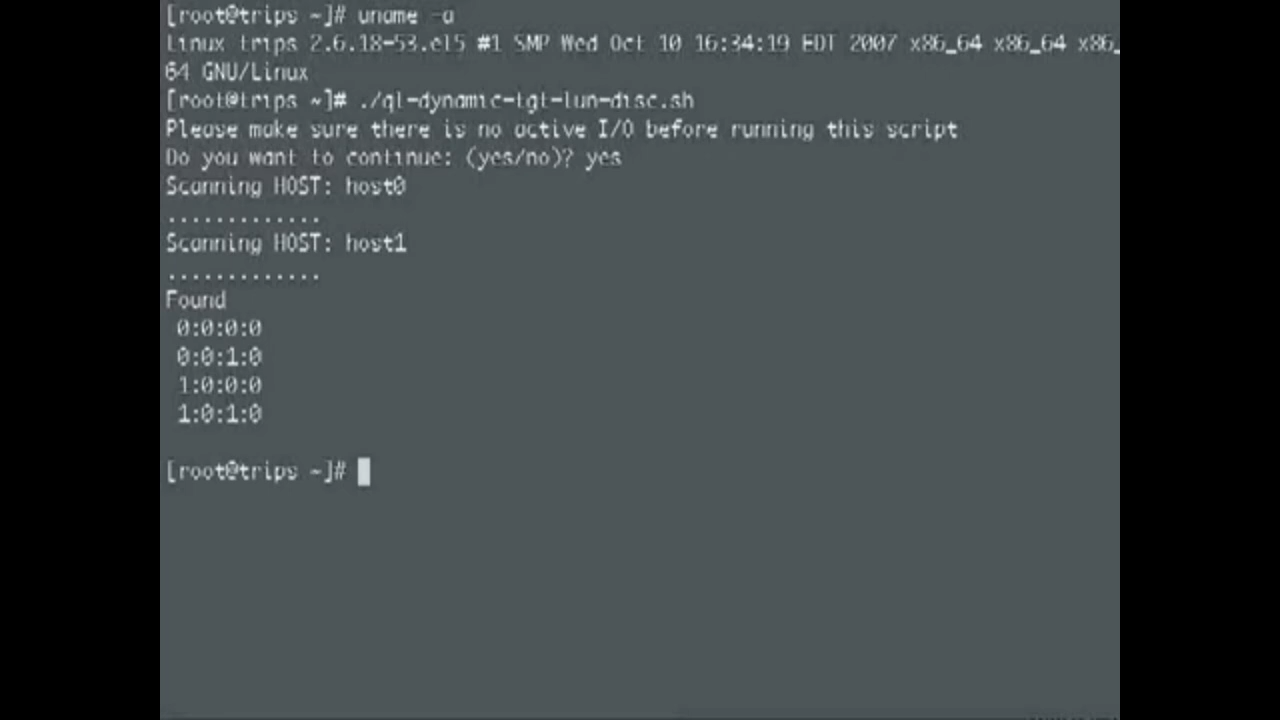 [root@trips ~]# uname -a
Linux trips 2.6.18-53.el5 #1 SMP Wed Oct 10 16:34:19 EDT 2007 x86_64 x86_64 x86_
64 GNU/Linux
[root@trips ~]# ./ql-dynamic-tgt-lun-disc.sh
Please make sure there is no active I/O before running this script
Do you want to continue: (yes/no)? yes
Scanning HOST: host0
.............
Scanning HOST: host1
.............
Found
0:0:0:0
0:0:1:0
1:0:0:0
1:0:1:0
[root@trips ~]#